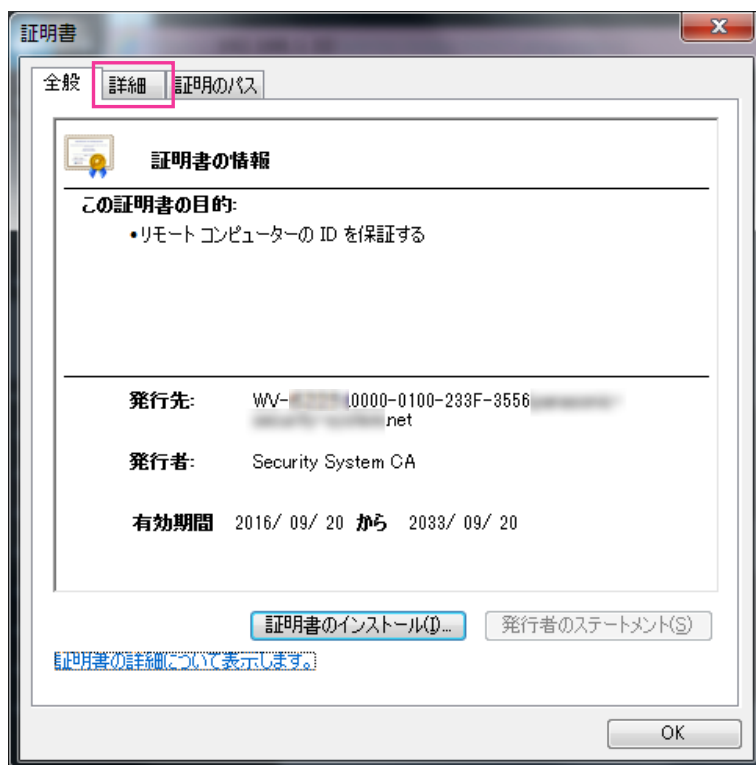 証明書
全般 詳細 証明のパス
証明書の情報
この証明書の目的:
•リモート コンピューターの ID を保証する
発行先: WV- 0000-0100-233F-3556
net
発行者: Security System CA
有効期間 2016/ 09/ 20 から 2033/ 09/ 20
証明書のインストール(I)... 発行者のステートメント(S)
証明書の詳細について表示します。
OK